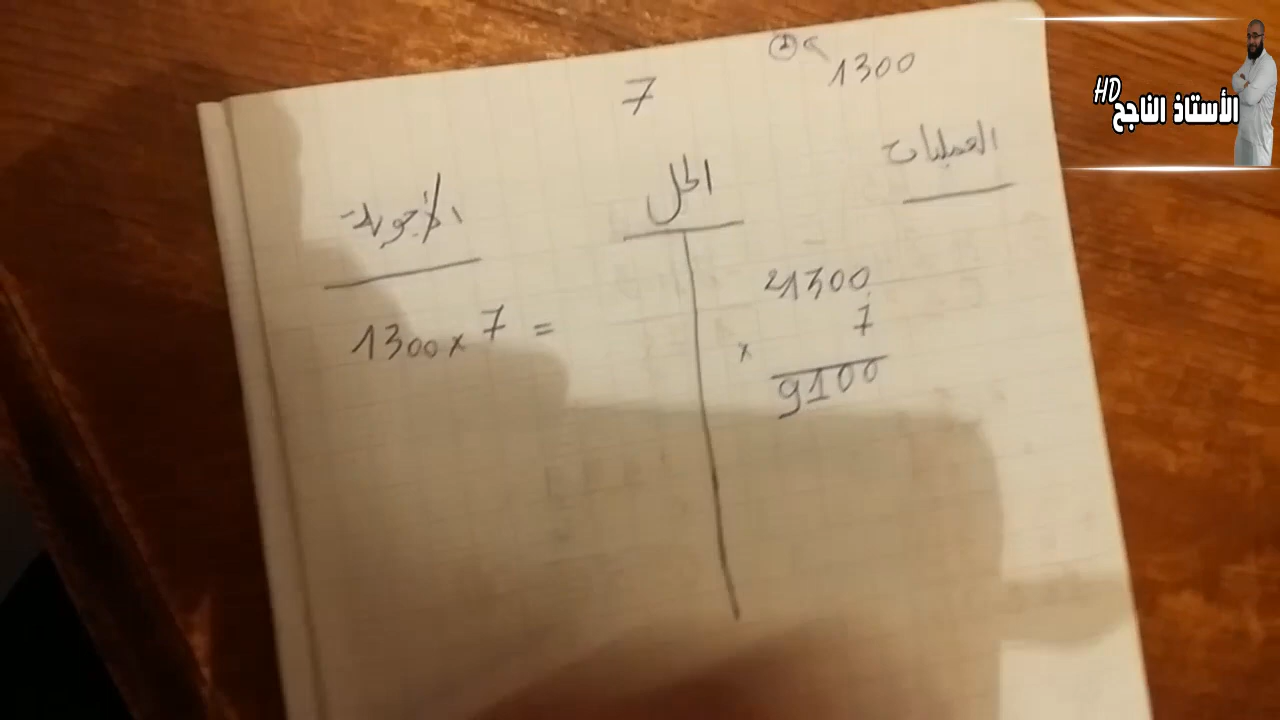 1300
7
العمليات
الحل
الأجوبة
1300 × 7 =
21300
7
×
9100
HD
الأستاذ الناجح